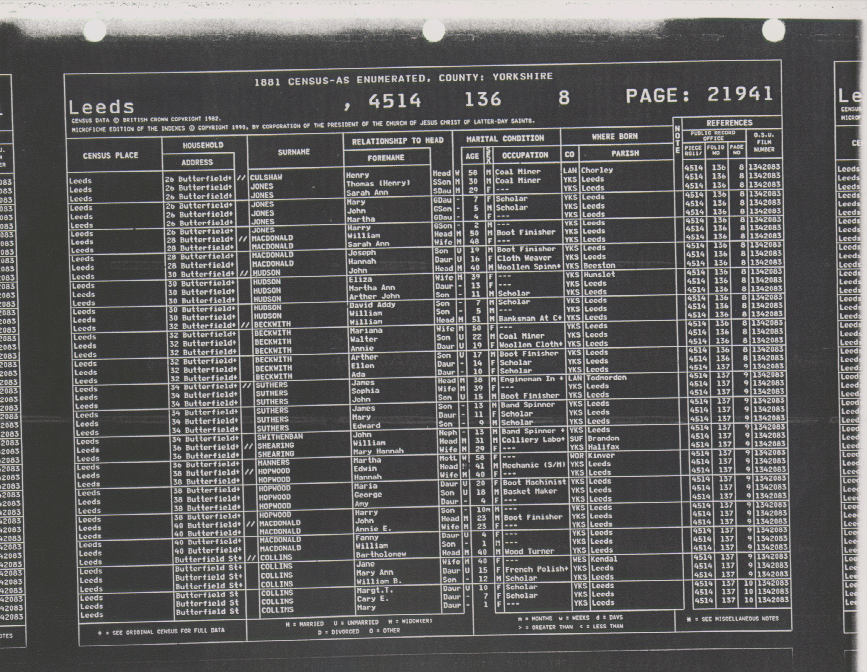 1881 CENSUS-AS ENUMERATED, COUNTY: YORKSHIRE
Leeds , 4514 136 8 PAGE: 21941
CENSUS DATA © BRITISH CROWN COPYRIGHT 1982.
MICROFICHE EDITION OF THE INDEXES © COPYRIGHT 1990, BY CORPORATION OF THE PRESIDENT OF THE CHURCH OF JESUS CHRIST OF LATTER-DAY SAINTS.
CENSUS PLACE HOUSEHOLD ADDRESS SURNAME RELATIONSHIP TO HEAD FORENAME MARITAL CONDITION AGE SEX OCCUPATION WHERE BORN CO PARISH NOTE REFERENCES PUBLIC RECORD OFFICE PIECE RG11/ FOLIO NO PAGE NO G.S.U. FILM NUMBER
Leeds 26 Butterfield+ // CULSHAW Henry Head W 58 M Coal Miner LAN Chorley 4514 136 8 1342083
Leeds 26 Butterfield+ JONES Thomas (Henry) SSon M 30 M Coal Miner YKS Leeds 4514 136 8 1342083
Leeds 26 Butterfield+ JONES Sarah Ann SDau M 29 F --- YKS Leeds 4514 136 8 1342083
Leeds 26 Butterfield+ JONES Mary GDau - 7 F Scholar YKS Leeds 4514 136 8 1342083
Leeds 26 Butterfield+ JONES John GSon - 5 M Scholar YKS Leeds 4514 136 8 1342083
Leeds 26 Butterfield+ JONES Martha GDau - 4 F --- YKS Leeds 4514 136 8 1342083
Leeds 26 Butterfield+ JONES Harry GSon - 2 M --- YKS Leeds 4514 136 8 1342083
Leeds 28 Butterfield+ // MACDONALD William Head M 50 M Boot Finisher YKS Leeds 4514 136 8 1342083
Leeds 28 Butterfield+ MACDONALD Sarah Ann Wife M 48 F --- YKS Leeds 4514 136 8 1342083
Leeds 28 Butterfield+ MACDONALD Joseph Son U 19 M Boot Finisher YKS Leeds 4514 136 8 1342083
Leeds 28 Butterfield+ MACDONALD Hannah Daur U 16 F Cloth Weaver YKS Leeds 4514 136 8 1342083
Leeds 30 Butterfield+ // HUDSON John Head M 40 M Woollen Spinn+ YKS Beeston 4514 136 8 1342083
Leeds 30 Butterfield+ HUDSON Eliza Wife M 39 F --- YKS Hunslet 4514 136 8 1342083
Leeds 30 Butterfield+ HUDSON Martha Ann Daur - 13 F --- YKS Leeds 4514 136 8 1342083
Leeds 30 Butterfield+ HUDSON Arther John Son - 11 M Scholar YKS Leeds 4514 136 8 1342083
Leeds 30 Butterfield+ HUDSON David Addy Son - 7 M Scholar YKS Leeds 4514 136 8 1342083
Leeds 30 Butterfield+ HUDSON William Son - 5 M --- YKS Leeds 4514 136 8 1342083
Leeds 32 Butterfield+ // BECKWITH William Head M 51 M Banksman At C+ YKS Leeds 4514 136 8 1342083
Leeds 32 Butterfield+ BECKWITH Mariana Wife M 50 F --- YKS Leeds 4514 136 8 1342083
Leeds 32 Butterfield+ BECKWITH Walter Son U 22 M Coal Miner YKS Leeds 4514 136 8 1342083
Leeds 32 Butterfield+ BECKWITH Annie Daur U 19 F Woollen Cloth+ YKS Leeds 4514 136 8 1342083
Leeds 32 Butterfield+ BECKWITH Arther Son U 17 M Boot Finisher YKS Leeds 4514 136 8 1342083
Leeds 32 Butterfield+ BECKWITH Ellen Daur - 14 F Scholar YKS Leeds 4514 136 8 1342083
Leeds 32 Butterfield+ BECKWITH Ada Daur - 10 F Scholar YKS Leeds 4514 136 8 1342083
Leeds 34 Butterfield+ // SUTHERS James Head M 38 M Engineman In + LAN Todmorden 4514 137 9 1342083
Leeds 34 Butterfield+ SUTHERS Sophia Wife M 39 F --- YKS Leeds 4514 137 9 1342083
Leeds 34 Butterfield+ SUTHERS John Son U 15 M Boot Finisher YKS Leeds 4514 137 9 1342083
Leeds 34 Butterfield+ SUTHERS James Son - 13 M Band Spinner YKS Leeds 4514 137 9 1342083
Leeds 34 Butterfield+ SUTHERS Mary Daur - 11 F Scholar YKS Leeds 4514 137 9 1342083
Leeds 34 Butterfield+ SUTHERS Edward Son - 9 M Scholar YKS Leeds 4514 137 9 1342083
Leeds 34 Butterfield+ SWITHENBAN John Neph - 13 M Band Spinner + YKS Leeds 4514 137 9 1342083
Leeds 36 Butterfield+ // SHEARING William Head M 31 M Colliery Labo+ SUF Brandon 4514 137 9 1342083
Leeds 36 Butterfield+ SHEARING Mary Hannah Wife M 29 F --- YKS Halifax 4514 137 9 1342083
Leeds 36 Butterfield+ MANNERS Martha MotL W 58 F --- WOR Kinver 4514 137 9 1342083
Leeds 38 Butterfield+ // HOPWOOD Edwin Head M 41 M Mechanic (S/M) YKS Leeds 4514 137 9 1342083
Leeds 38 Butterfield+ HOPWOOD Hannah Wife M 40 F --- YKS Leeds 4514 137 9 1342083
Leeds 38 Butterfield+ HOPWOOD Maria Daur U 20 F Boot Machinist YKS Leeds 4514 137 9 1342083
Leeds 38 Butterfield+ HOPWOOD George Son U 18 M Basket Maker YKS Leeds 4514 137 9 1342083
Leeds 38 Butterfield+ HOPWOOD Amy Daur - 4 F --- YKS Leeds 4514 137 9 1342083
Leeds 38 Butterfield+ HOPWOOD Harry Son - 10m M --- YKS Leeds 4514 137 9 1342083
Leeds 40 Butterfield+ // MACDONALD John Head M 23 M Boot Finisher YKS Leeds 4514 137 9 1342083
Leeds 40 Butterfield+ MACDONALD Annie E. Wife M 23 F --- YKS Leeds 4514 137 9 1342083
Leeds 40 Butterfield+ MACDONALD Fanny Daur U 4 F --- YKS Leeds 4514 137 9 1342083
Leeds 40 Butterfield+ MACDONALD William Son - 1 M --- YKS Leeds 4514 137 9 1342083
Leeds Butterfield St+ // COLLINS Bartholomew Head M 40 M Wood Turner YKS Leeds 4514 137 9 1342083
Leeds Butterfield St+ COLLINS Jane Wife M 40 F --- WES Kendal 4514 137 9 1342083
Leeds Butterfield St+ COLLINS Mary Ann Daur U 15 F French Polish+ YKS Leeds 4514 137 9 1342083
Leeds Butterfield St COLLINS William B. Son - 12 M Scholar YKS Leeds 4514 137 9 1342083
Leeds Butterfield St COLLINS Margt.T. Daur U 10 F Scholar YKS Leeds 4514 137 10 1342083
Leeds Butterfield St COLLINS Cary E. Daur - 7 F Scholar YKS Leeds 4514 137 10 1342083
Leeds Butterfield St COLLINS Mary Daur - 1 F --- YKS Leeds 4514 137 10 1342083
* = SEE ORIGINAL CENSUS FOR FULL DATA
M = MARRIED U = UNMARRIED W = WIDOW(ER)
D = DIVORCED O = OTHER
m = MONTHS w = WEEKS d = DAYS
> = GREATER THAN < = LESS THAN
* = SEE MISCELLANEOUS NOTES